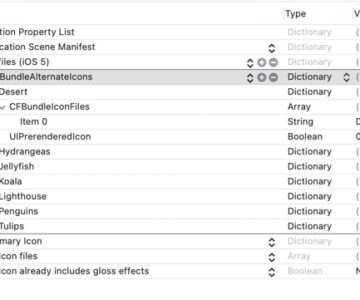 Type V
tion Property List Dictionary (
cation Scene Manifest Dictionary (
files (iOS 5) Dictionary (
BundleAlternateIcons Dictionary (
Desert Dictionary (
CFBundleIconFiles Array (
Item 0 String D
UIPrerenderedIcon Boolean 0
Hydrangeas Dictionary (
Jellyfish Dictionary (
Koala Dictionary (
Lighthouse Dictionary (
Penguins Dictionary (
Tulips Dictionary (
mary Icon Dictionary (
con files Array (
con already includes gloss effects Boolean N